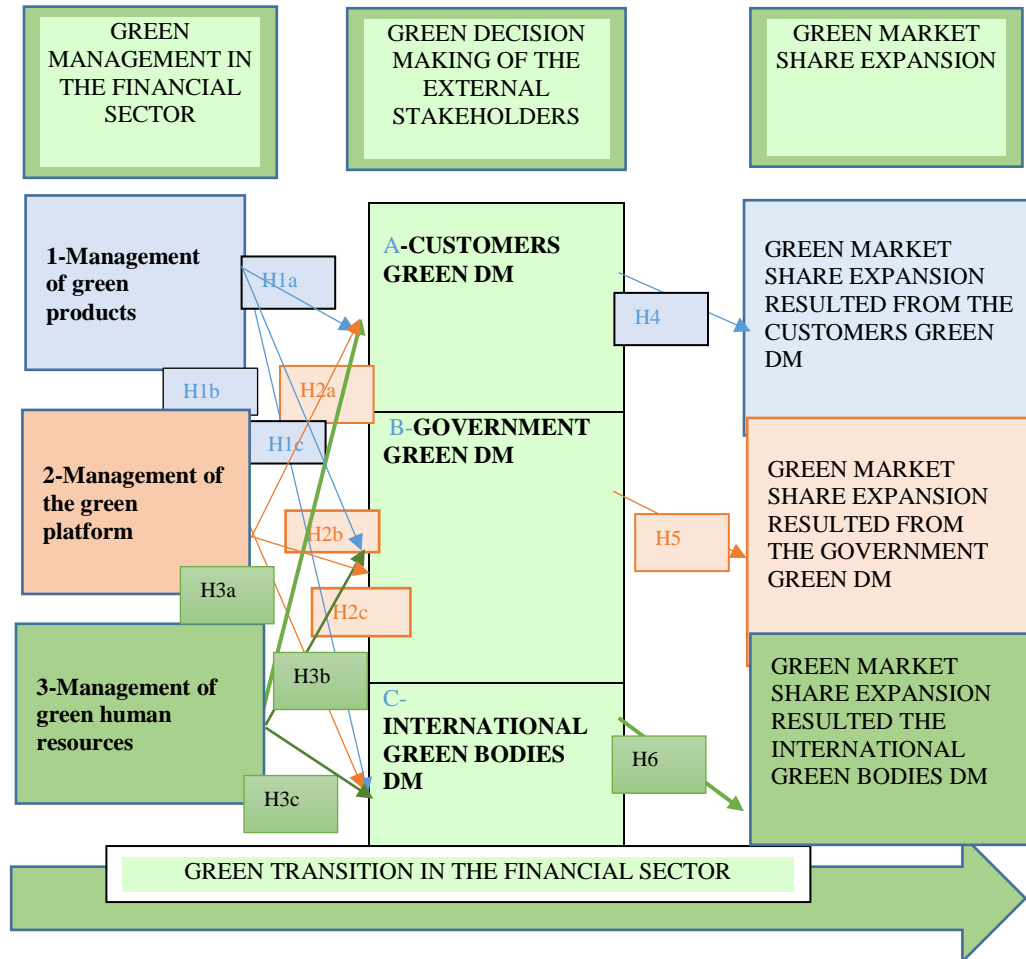 GREEN
MANAGEMENT IN
THE FINANCIAL
SECTOR
GREEN DECISION
MAKING OF THE
EXTERNAL
STAKEHOLDERS
GREEN MARKET
SHARE EXPANSION
1-Management
of green
products
H1a
H1b
H1c
2-Management of
the green
platform
H2a
H2b
H2c
3-Management of
green human
resources
H3a
H3b
H3c
A-CUSTOMERS
GREEN DM
B-GOVERNMENT
GREEN DM
C-
INTERNATIONAL
GREEN BODIES
DM
H4
H5
H6
GREEN MARKET
SHARE EXPANSION
RESULTED FROM THE
CUSTOMERS GREEN
DM
GREEN MARKET
SHARE EXPANSION
RESULTED FROM
THE GOVERNMENT
GREEN DM
GREEN MARKET
SHARE EXPANSION
RESULTED THE
INTERNATIONAL
GREEN BODIES DM
GREEN TRANSITION IN THE FINANCIAL SECTOR